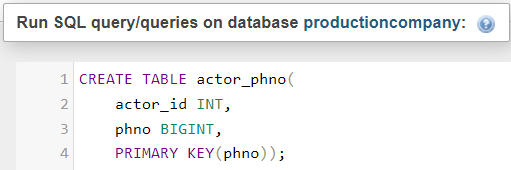 Run SQL query/queries on database productioncompany:
1 CREATE TABLE actor_phno(
2 actor_id INT,
3 phno BIGINT,
4 PRIMARY KEY(phno));